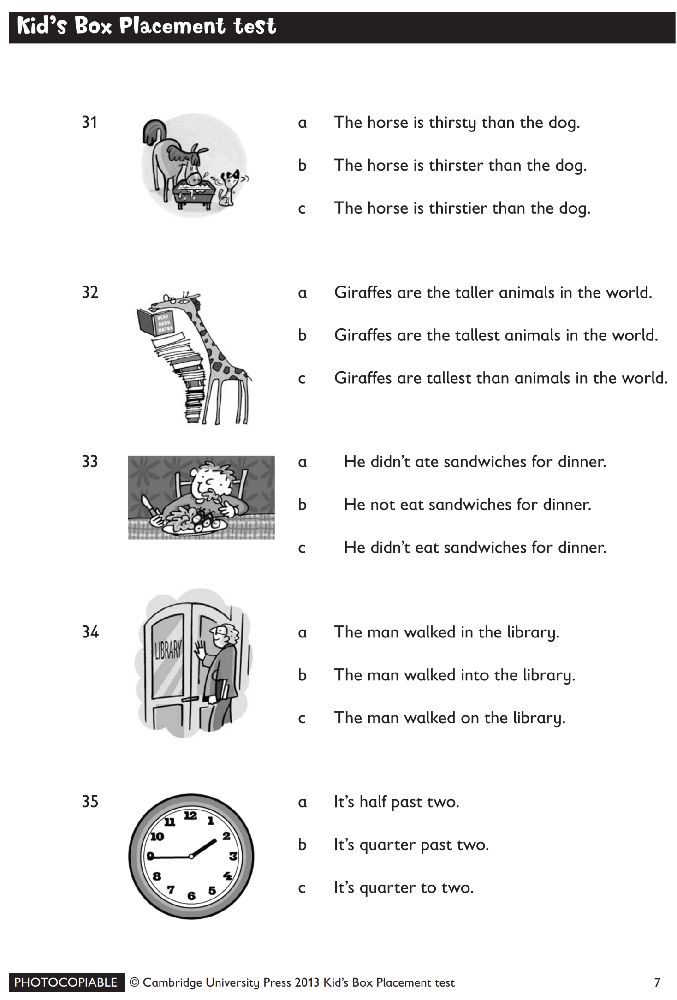 Kid's Box Placement test
31
a The horse is thirsty than the dog.
b The horse is thirster than the dog.
c The horse is thirstier than the dog.
32
VERY
HARD
MATHS
a Giraffes are the taller animals in the world.
b Giraffes are the tallest animals in the world.
c Giraffes are tallest than animals in the world.
33
a He didn't ate sandwiches for dinner.
b He not eat sandwiches for dinner.
c He didn't eat sandwiches for dinner.
34
LIBRARY
a The man walked in the library.
b The man walked into the library.
c The man walked on the library.
35
12
11 1
10 2
9 3
8 4
7 5
6
a It's half past two.
b It's quarter past two.
c It's quarter to two.
PHOTOCOPIABLE © Cambridge University Press 2013 Kid's Box Placement test 7